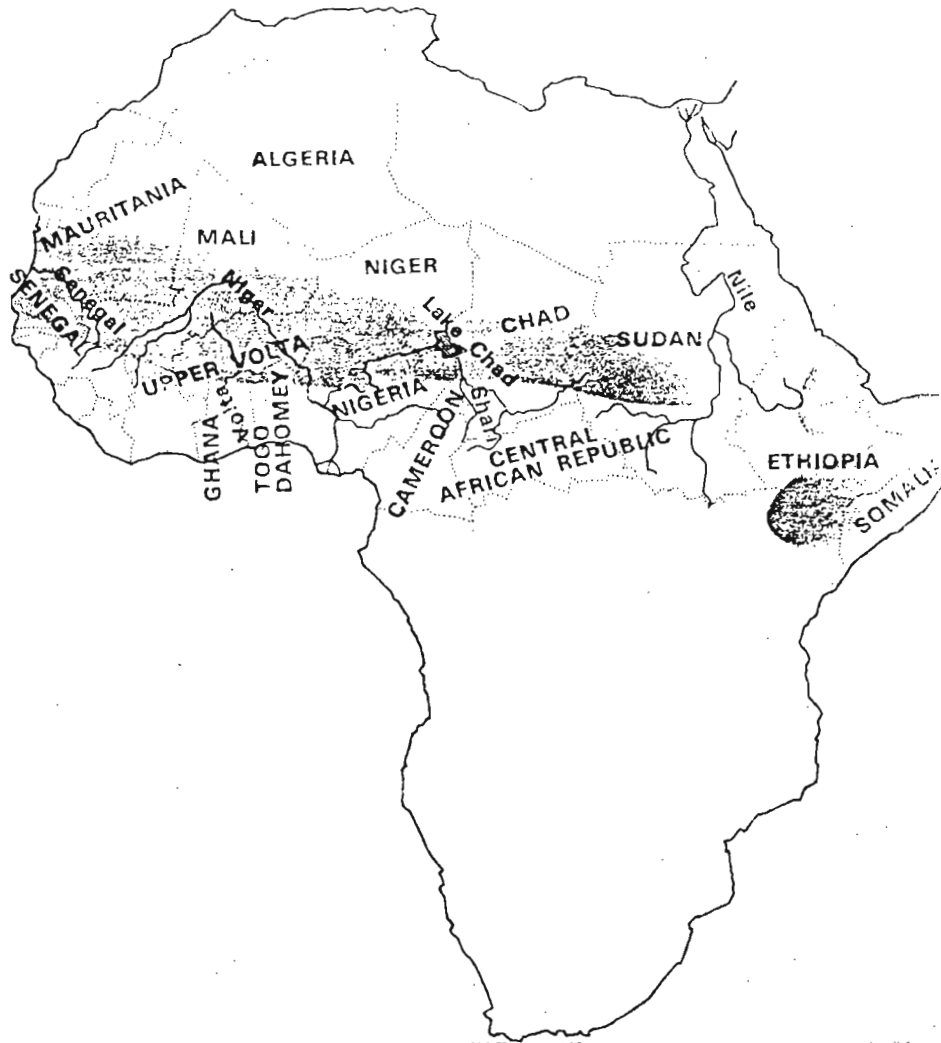 ALGERIA
MAURITANIA
MALI
NIGER
Senegal
SENEGAL
Niger
Nile
Lake Chad
CHAD
SUDAN
UPPER VOLTA
NIGERIA
Volta
GHANA
TOGO
DAHOMEY
CAMEROON
Shari
CENTRAL
AFRICAN REPUBLIC
ETHIOPIA
SOMALI